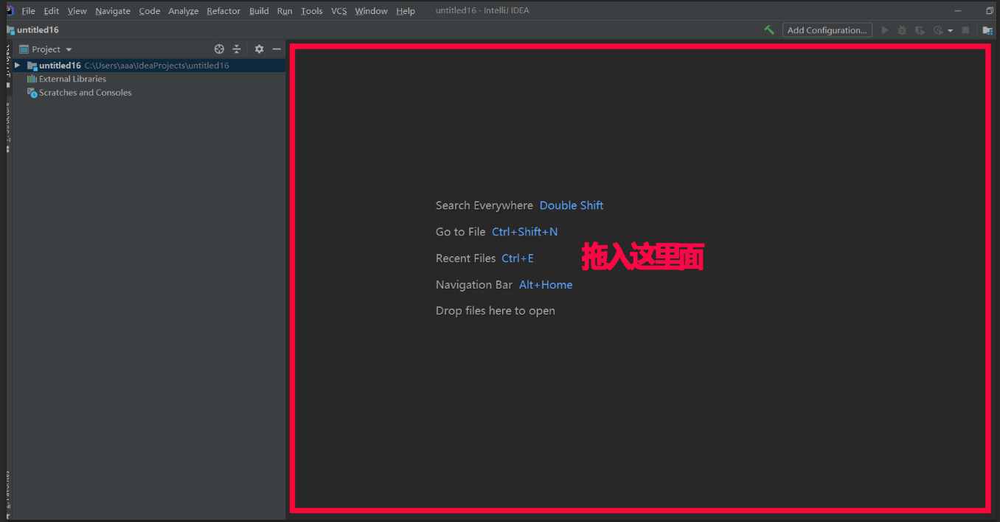 File Edit View Navigate Code Analyze Refactor Build Run Tools VCS Window Help untitled16 - IntelliJ IDEA
untitled16
Add Configuration...
Project
untitled16 C:\Users\aaa\IdeaProjects\untitled16
External Libraries
Scratches and Consoles
Search Everywhere Double Shift
Go to File Ctrl+Shift+N
拖入这里面
Recent Files Ctrl+E
Navigation Bar Alt+Home
Drop files here to open